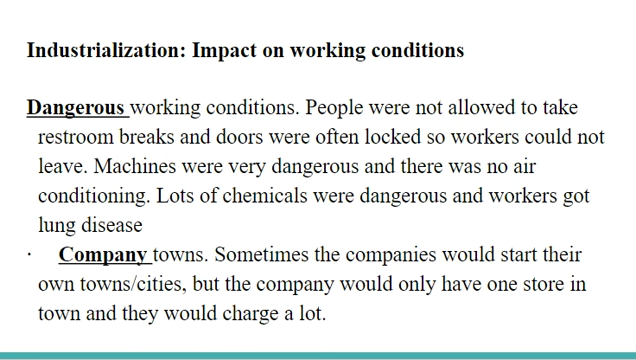 Industrialization: Impact on working conditions
Dangerous working conditions. People were not allowed to take
restroom breaks and doors were often locked so workers could not
leave. Machines were very dangerous and there was no air
conditioning. Lots of chemicals were dangerous and workers got
lung disease
· Company towns. Sometimes the companies would start their
own towns/cities, but the company would only have one store in
town and they would charge a lot.